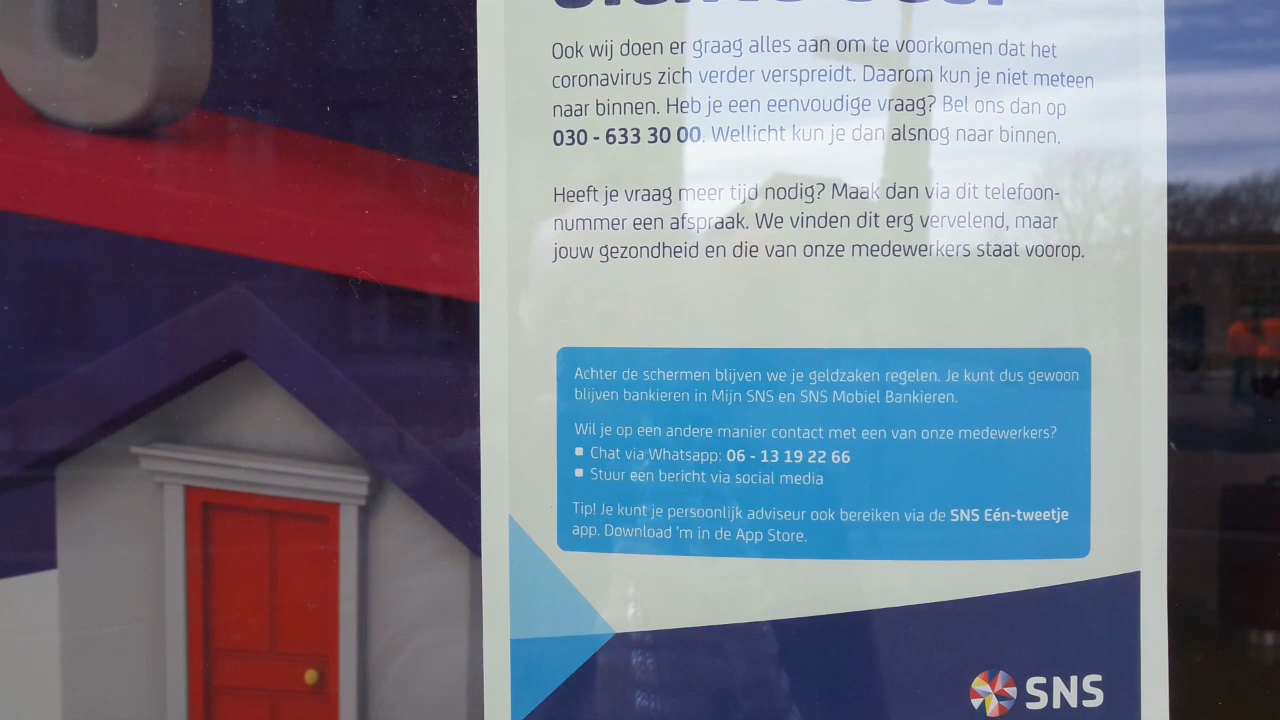 Ook wij doen er graag alles aan om te voorkomen dat het
coronavirus zich verder verspreidt. Daarom kun je niet meteen
naar binnen. Heb je een eenvoudige vraag? Bel ons dan op
030 - 633 30 00. Wellicht kun je dan alsnog naar binnen.
Heeft je vraag meer tijd nodig? Maak dan via dit telefoon-
nummer een afspraak. We vinden dit erg vervelend, maar
jouw gezondheid en die van onze medewerkers staat voorop.
Achter de schermen blijven we je geldzaken regelen. Je kunt dus gewoon
blijven bankieren in Mijn SNS en SNS Mobiel Bankieren.
Wil je op een andere manier contact met een van onze medewerkers?
▪ Chat via Whatsapp: 06 - 13 19 22 66
▪ Stuur een bericht via social media
Tip! Je kunt je persoonlijk adviseur ook bereiken via de SNS Eén-tweetje
app. Download 'm in de App Store.
SNS